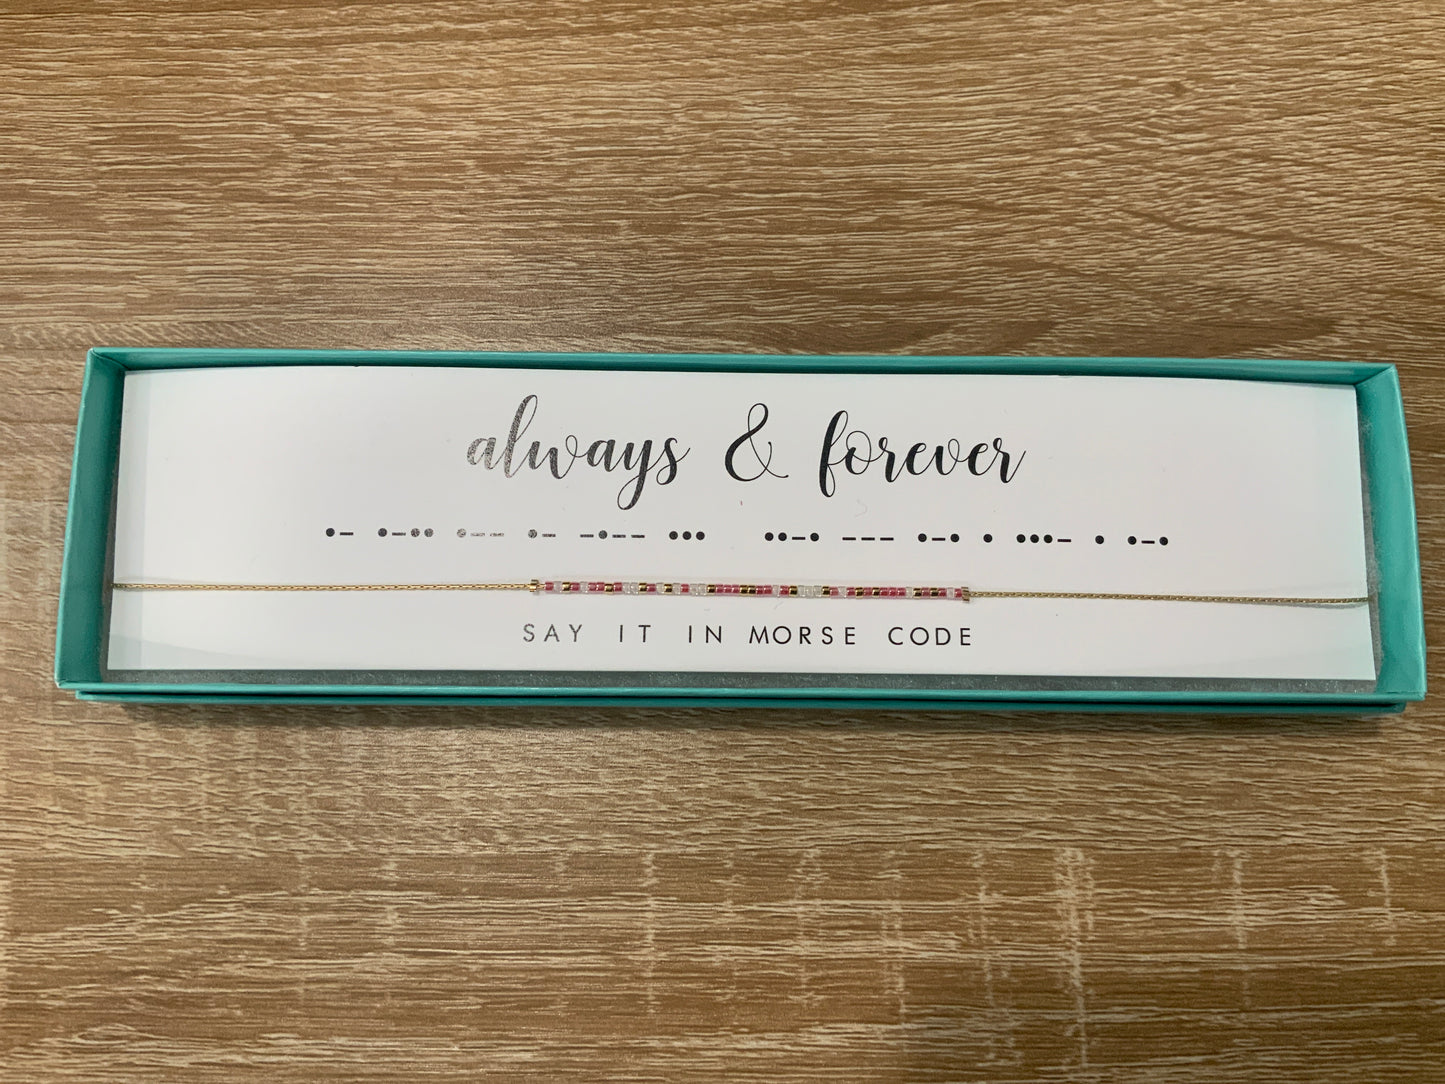 always & forever
•– •–•• •–– •– –•–– ••• ••–• ––– •–• • •••– • •–•
SAY IT IN MORSE CODE